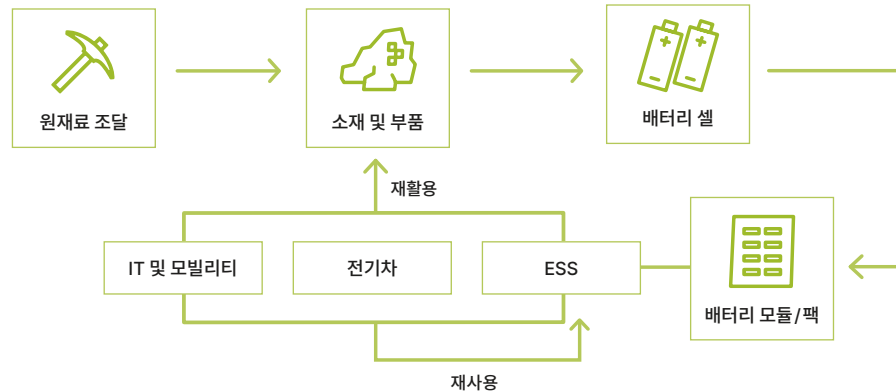 원재료 조달
소재 및 부품
배터리 셀
재활용
IT 및 모빌리티
전기차
ESS
배터리 모듈/팩
재사용